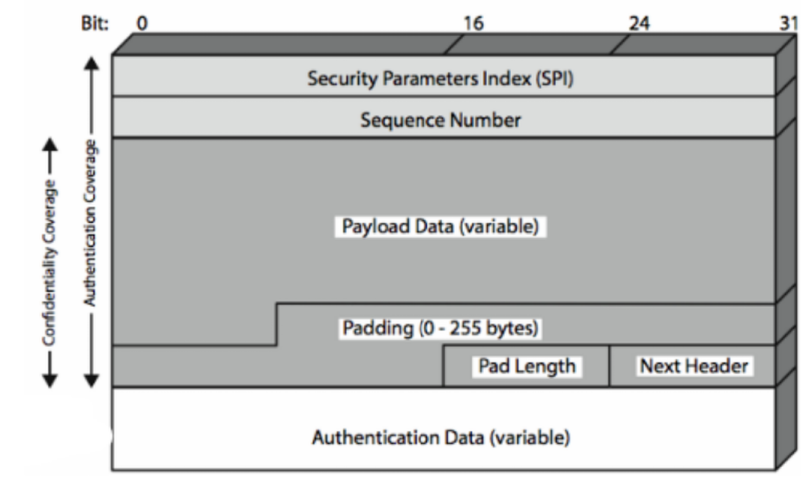 Bit: 0 16 24 31
Security Parameters Index (SPI)
Sequence Number
Confidentiality Coverage
Authentication Coverage
Payload Data (variable)
Padding (0 - 255 bytes)
Pad Length Next Header
Authentication Data (variable)